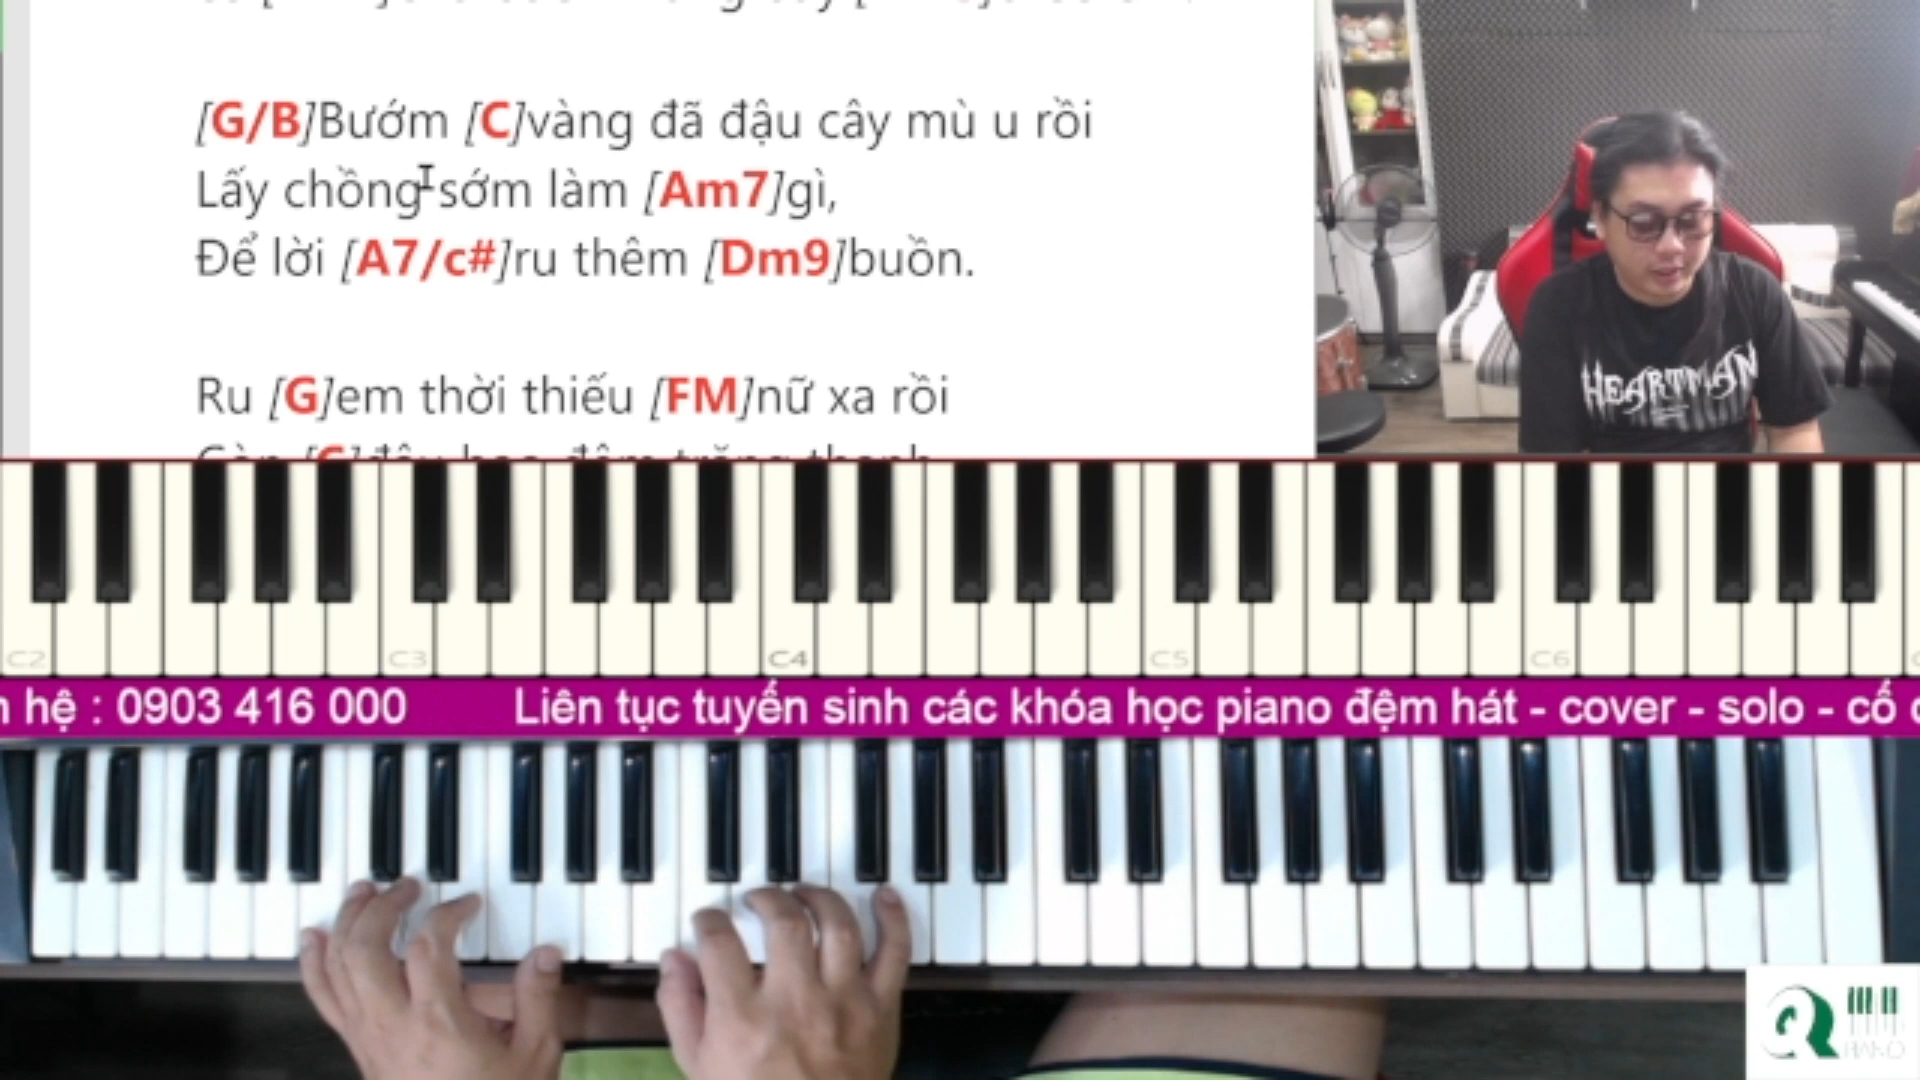 [G/B]Bướm [C]vàng đã đậu cây mù u rồi
Lấy chồng sớm làm [Am7]gì,
Để lời [A7/c#]ru thêm [Dm9]buồn.
Ru [G]em thời thiếu [FM]nữ xa rồi
HEARTMAN
C2 C3 C4 C5 C6
hệ : 0903 416 000 Liên tục tuyển sinh các khóa học piano đệm hát - cover - solo - cổ
PIANO